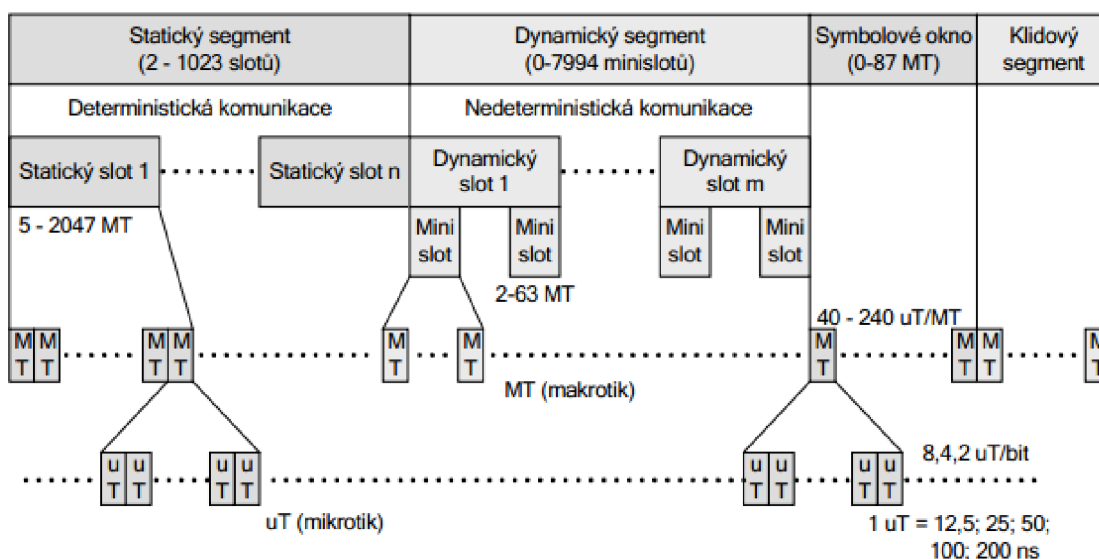 Statický segment
(2 - 1023 slotů)
Dynamický segment
(0-7994 minislotů)
Symbolové okno
(0-87 MT)
Klidový
segment
Deterministická komunikace
Nedeterministická komunikace
Statický slot 1
Statický slot n
Dynamický
slot 1
Dynamický
slot m
5 - 2047 MT
Mini
slot
Mini
slot
Mini
slot
Mini
slot
2-63 MT
40 - 240 uT/MT
M
T
M
T
M
T
M
T
M
T
M
T
M
T
M
T
M
T
M
T
MT (makrotik)
u
T
u
T
u
T
u
T
u
T
u
T
u
T
u
T
8,4,2 uT/bit
uT (mikrotik)
1 uT = 12,5; 25; 50;
100; 200 ns